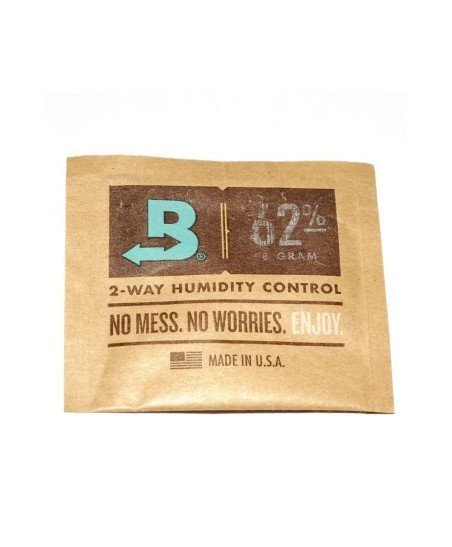 B®
62%
8 GRAM
2-WAY HUMIDITY CONTROL
NO MESS. NO WORRIES. ENJOY.
MADE IN U.S.A.